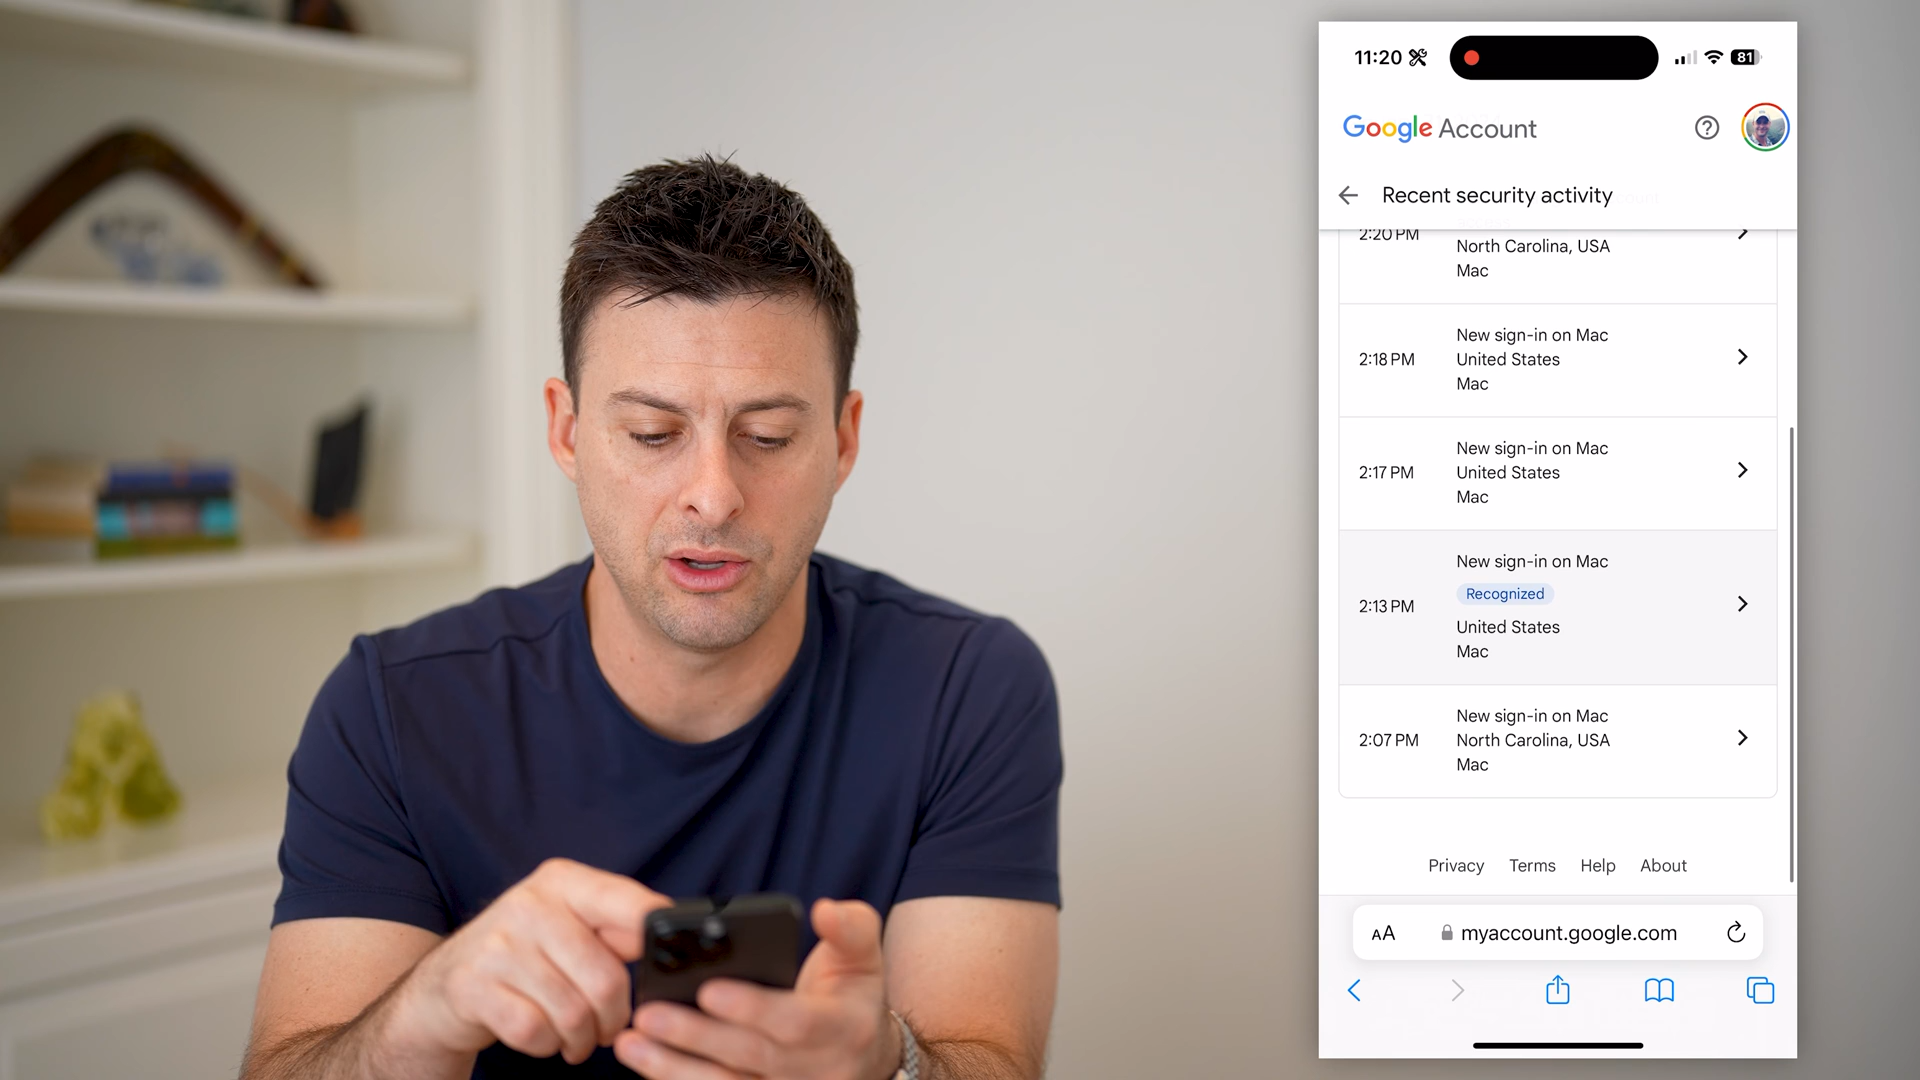 11:20
81
Google Account
Recent security activity
2:20 PM
North Carolina, USA
Mac
2:18 PM
New sign-in on Mac
United States
Mac
2:17 PM
New sign-in on Mac
United States
Mac
2:13 PM
New sign-in on Mac
Recognized
United States
Mac
2:07 PM
New sign-in on Mac
North Carolina, USA
Mac
Privacy Terms Help About
AA myaccount.google.com